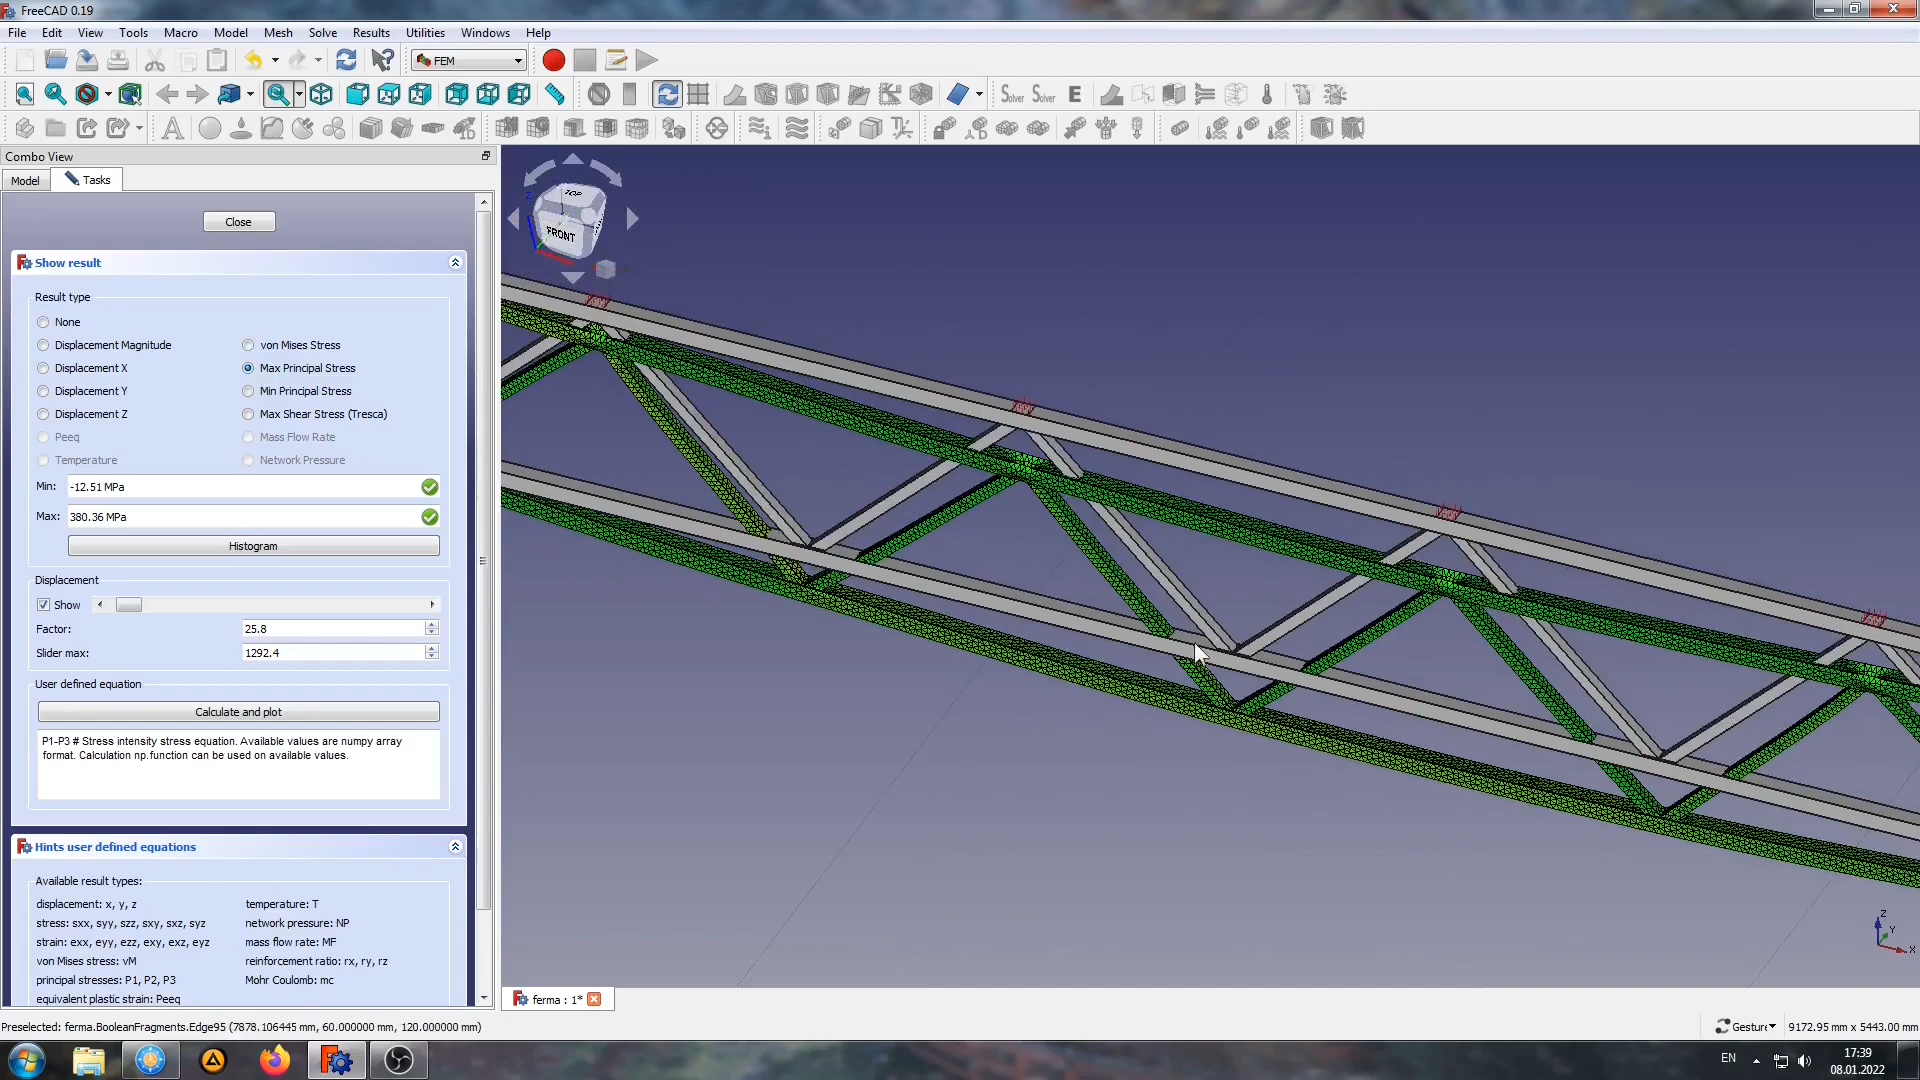 FreeCAD 0.19
File Edit View Tools Macro Model Mesh Solve Results Utilities Windows Help
FEM
Solver Solver E
Combo View
Model Tasks
Close
Show result
Result type
None
Displacement Magnitude von Mises Stress
Displacement X Max Principal Stress
Displacement Y Min Principal Stress
Displacement Z Max Shear Stress (Tresca)
Peeq Mass Flow Rate
Temperature Network Pressure
Min: -12.51 MPa
Max: 380.36 MPa
Histogram
Displacement
Show
Factor: 25.8
Slider max: 1292.4
User defined equation
Calculate and plot
P1-P3 # Stress intensity stress equation. Available values are numpy array
format. Calculation np.function can be used on available values.
Hints user defined equations
Available result types:
displacement: x, y, z temperature: T
stress: sxx, syy, szz, sxy, sxz, syz network pressure: NP
strain: exx, eyy, ezz, exy, exz, eyz mass flow rate: MF
von Mises stress: vM reinforcement ratio: rx, ry, rz
principal stresses: P1, P2, P3 Mohr Coulomb: mc
equivalent plastic strain: Peeq
TOP
FRONT
Z
Y
X
ferma : 1*
Preselected: ferma.BooleanFragments.Edge95 (7878.106445 mm, 60.000000 mm, 120.000000 mm)
Gesture 9172.95 mm x 5443.00 mm
EN
17:39
08.01.2022